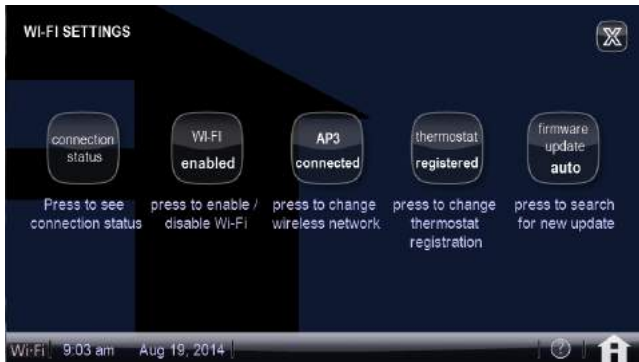 WI-FI SETTINGS
X
connection
status
Press to see
connection status
WI-FI
enabled
press to enable /
disable Wi-Fi
AP3
connected
press to change
wireless network
thermostat
registered
press to change
thermostat
registration
firmware
update
auto
press to search
for new update
Wi-Fi 9:03 am Aug 19, 2014 ?